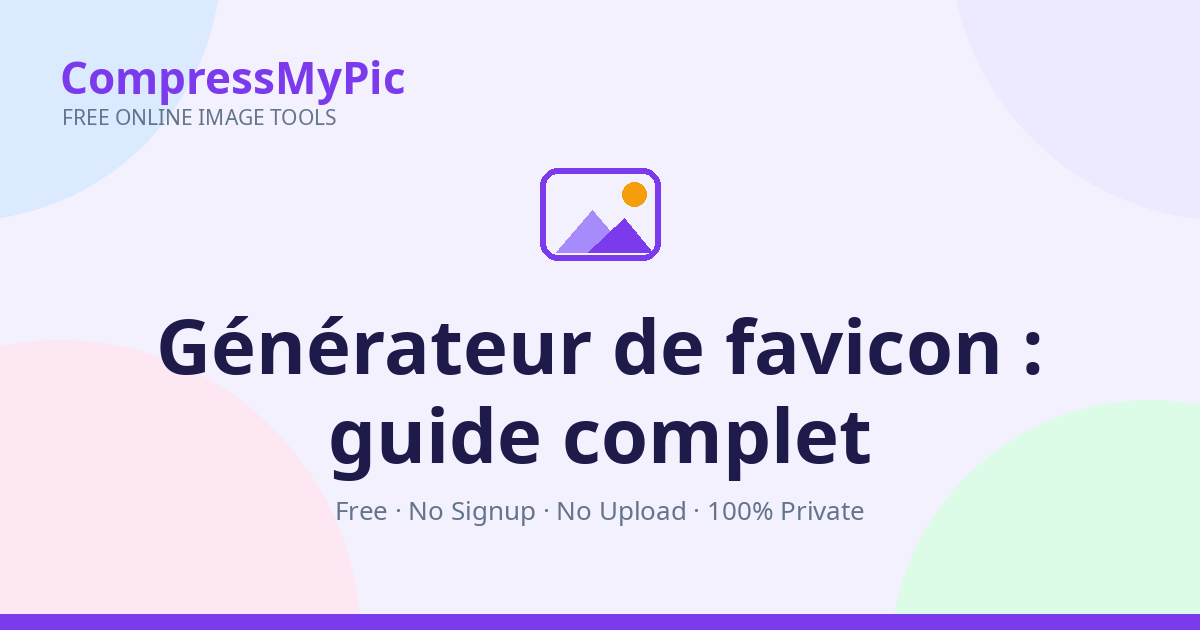 CompressMyPic
FREE ONLINE IMAGE TOOLS
Générateur de favicon :
guide complet
Free · No Signup · No Upload · 100% Private